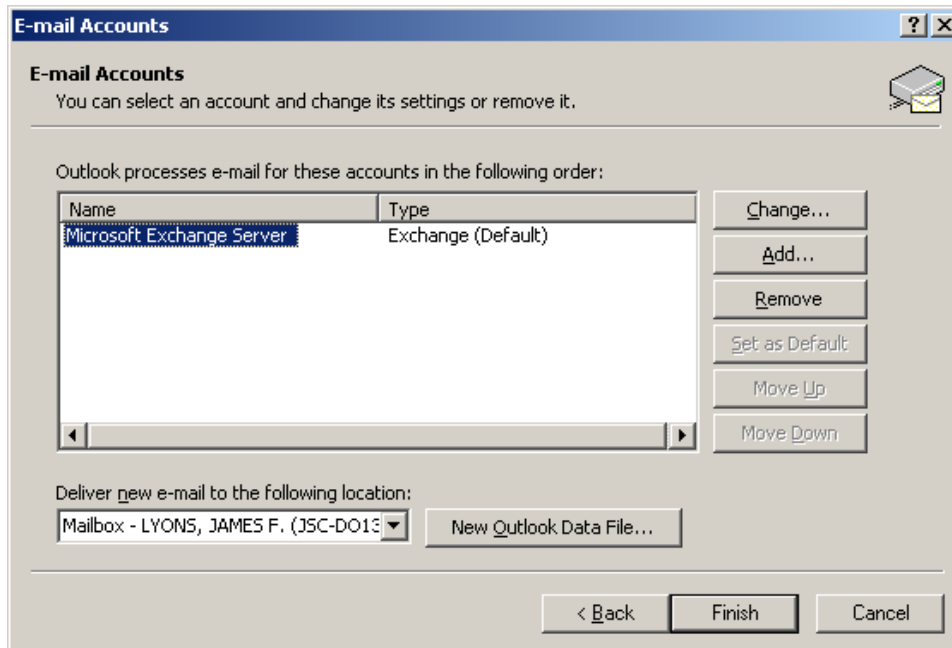 E-mail Accounts
E-mail Accounts
You can select an account and change its settings or remove it.
Outlook processes e-mail for these accounts in the following order:
Name Type
Microsoft Exchange Server Exchange (Default)
Change...
Add...
Remove
Set as Default
Move Up
Move Down
Deliver new e-mail to the following location:
Mailbox - LYONS, JAMES F. (JSC-DO13 New Outlook Data File...
< Back Finish Cancel